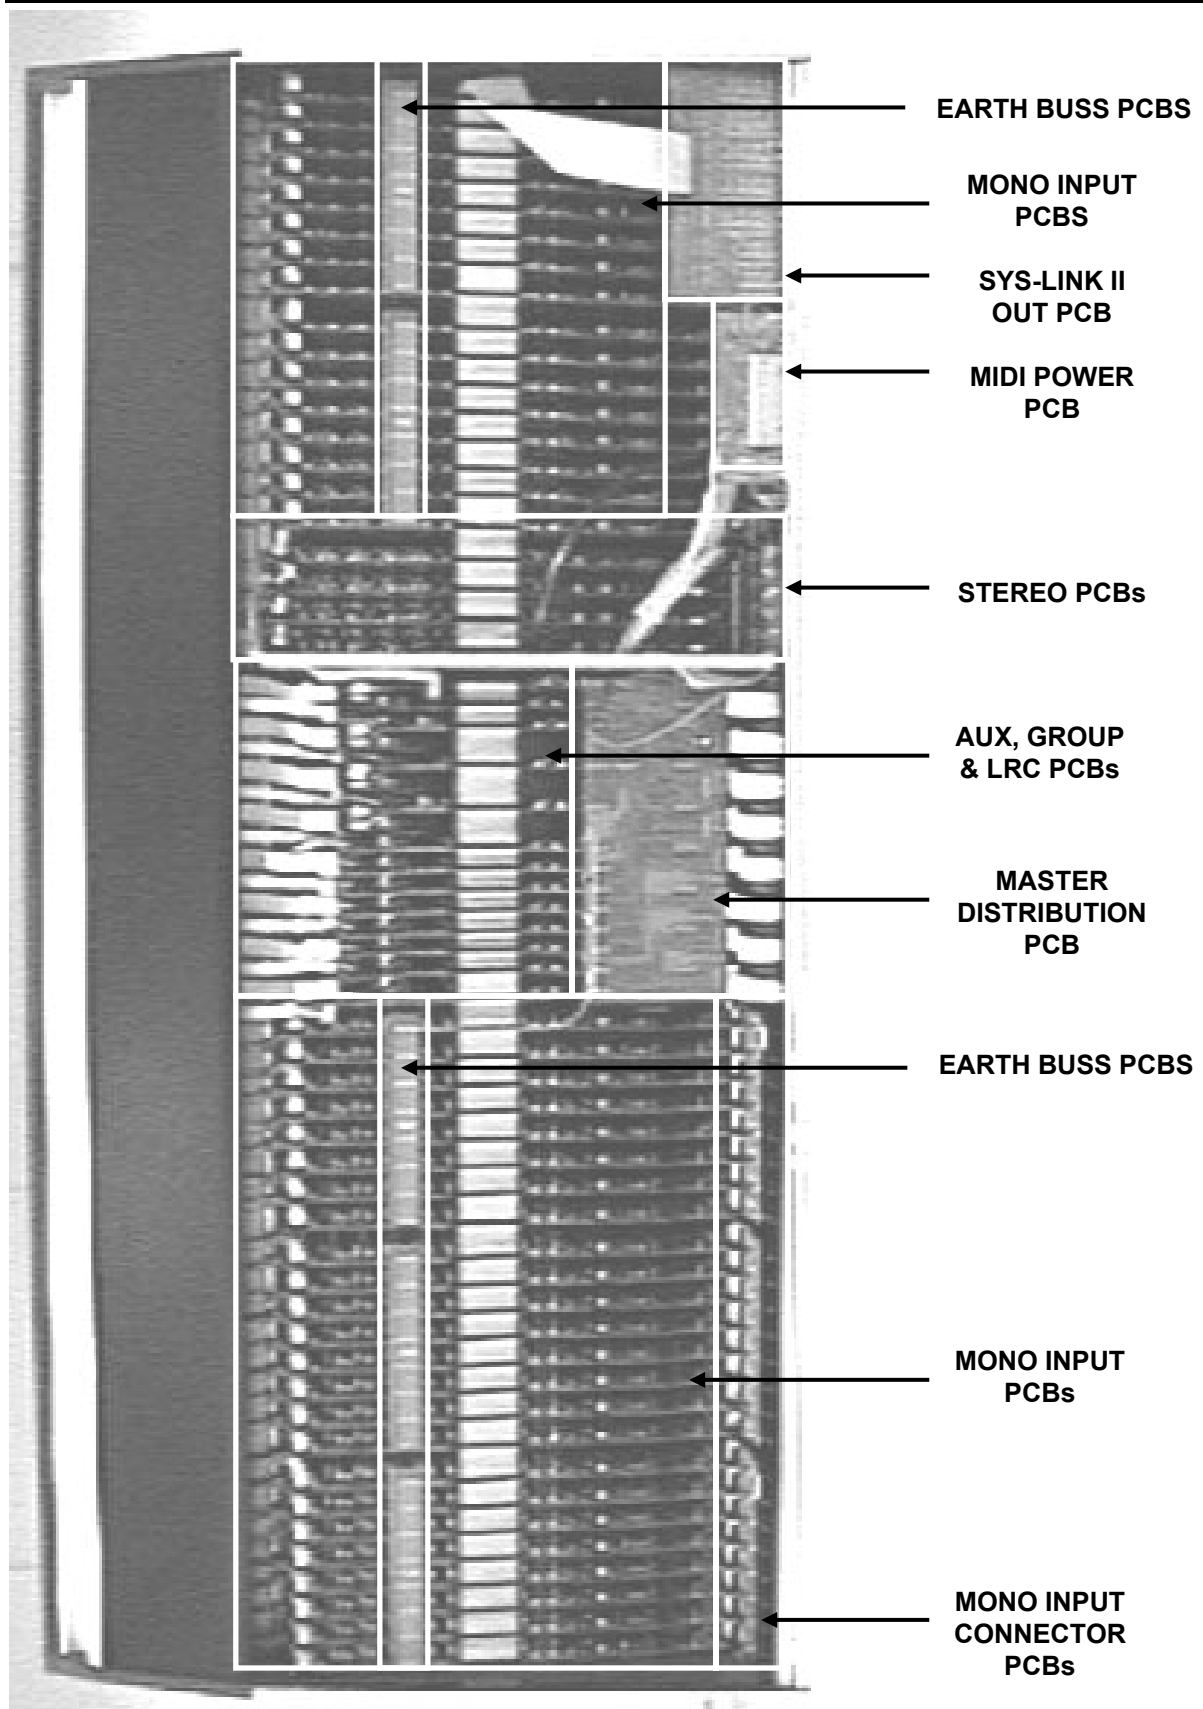 EARTH BUSS PCBS
MONO INPUT
PCBS
SYS-LINK II
OUT PCB
MIDI POWER
PCB
STEREO PCBs
AUX, GROUP
& LRC PCBs
MASTER
DISTRIBUTION
PCB
EARTH BUSS PCBS
MONO INPUT
PCBs
MONO INPUT
CONNECTOR
PCBs